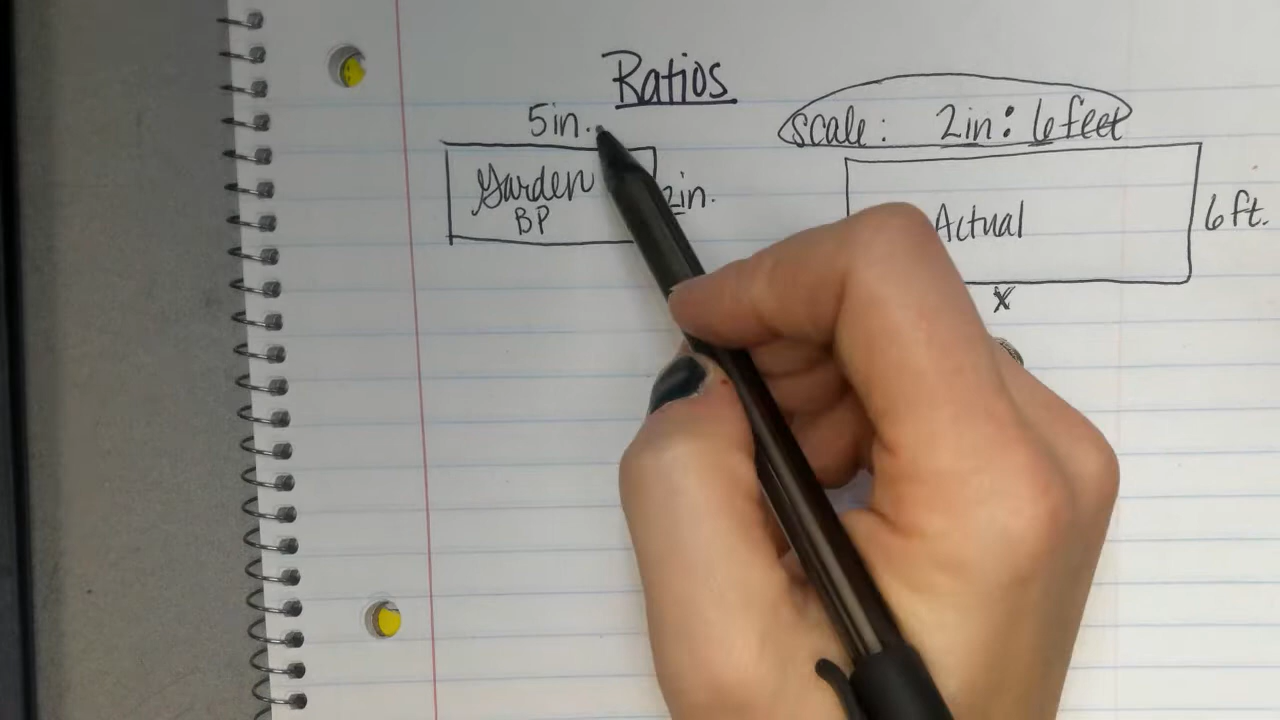 Ratios
5in.
scale: 2in: 6feet
Garden
BP
2in.
Actual
6ft.
x